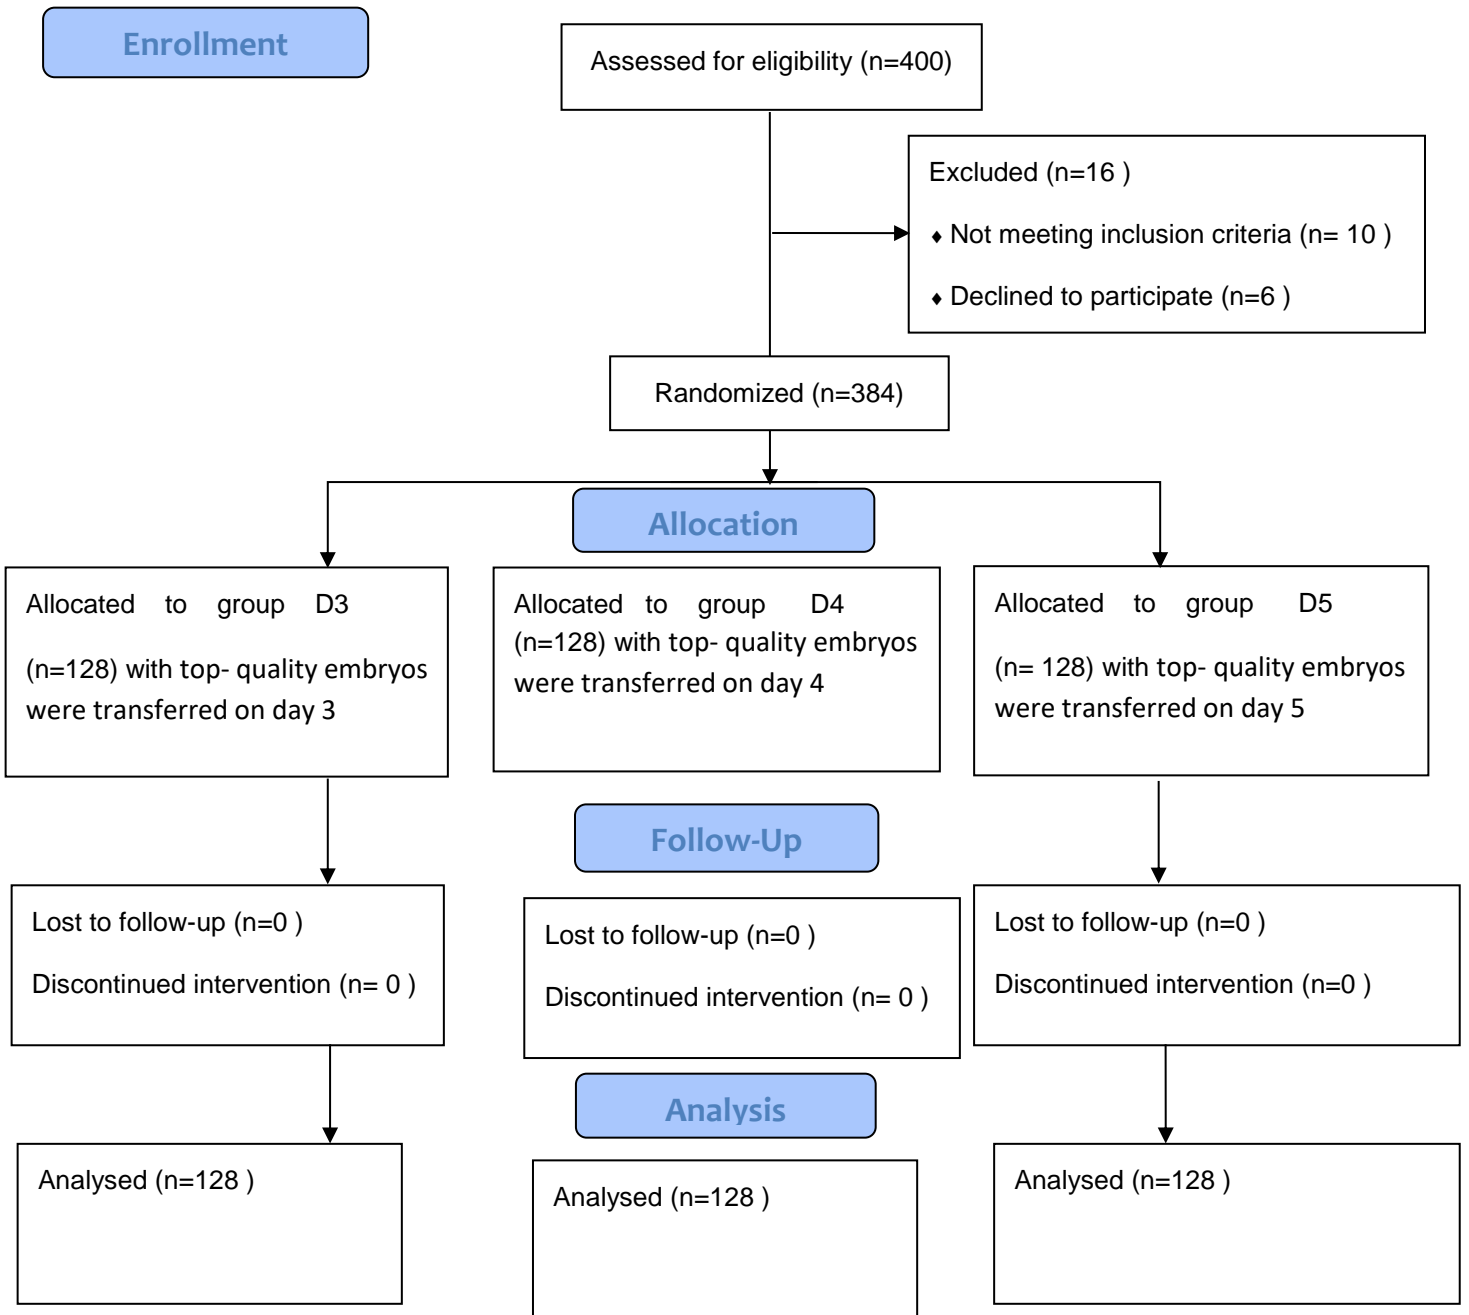 Enrollment
Assessed for eligibility (n=400)
Excluded (n=16 )
♦ Not meeting inclusion criteria (n= 10 )
♦ Declined to participate (n=6 )
Randomized (n=384)
Allocation
Allocated to group D3
(n=128) with top- quality embryos
were transferred on day 3
Allocated to group D4
(n=128) with top- quality embryos
were transferred on day 4
Allocated to group D5
(n= 128) with top- quality embryos
were transferred on day 5
Follow-Up
Lost to follow-up (n=0 )
Discontinued intervention (n= 0 )
Lost to follow-up (n=0 )
Discontinued intervention (n= 0 )
Lost to follow-up (n=0 )
Discontinued intervention (n=0 )
Analysis
Analysed (n=128 )
Analysed (n=128 )
Analysed (n=128 )